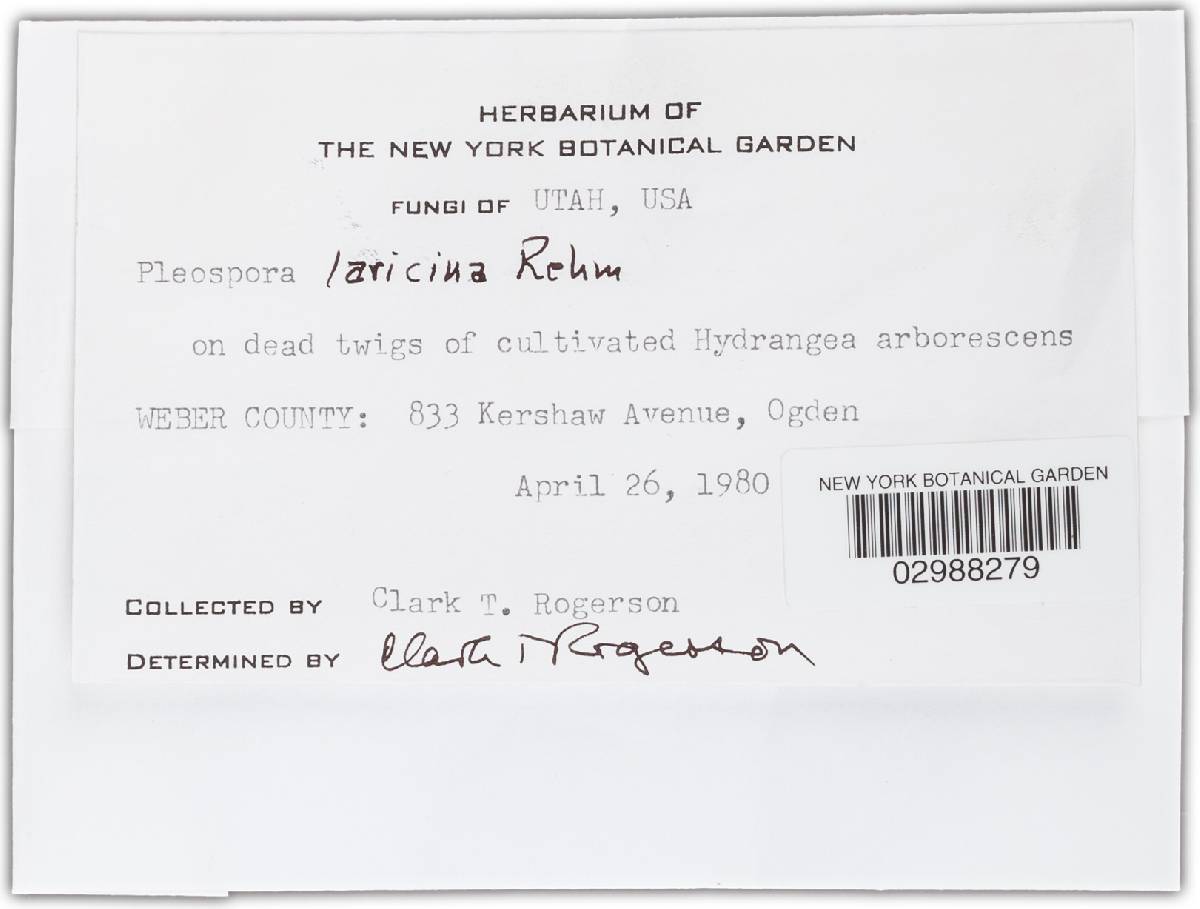 HERBARIUM OF
THE NEW YORK BOTANICAL GARDEN
FUNGI OF UTAH, USA
Pleospora laricina Rehm
on dead twigs of cultivated Hydrangea arborescens
WEBER COUNTY: 833 Kershaw Avenue, Ogden
April 26, 1980
NEW YORK BOTANICAL GARDEN
02988279
COLLECTED BY Clark T. Rogerson
DETERMINED BY Clark T Rogerson